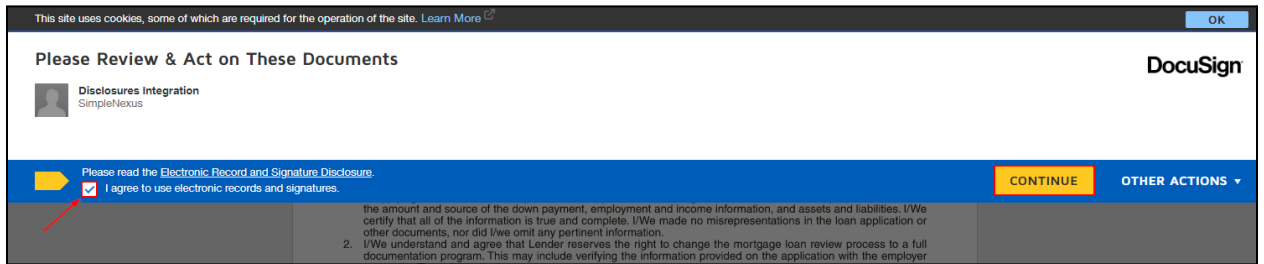 This site uses cookies, some of which are required for the operation of the site. Learn More
OK
Please Review & Act on These Documents
DocuSign
Disclosures Integration
SimpleNexus
Please read the Electronic Record and Signature Disclosure.
I agree to use electronic records and signatures.
CONTINUE
OTHER ACTIONS
the amount and source of the down payment, employment and income information, and assets and liabilities. I/We
certify that all of the information is true and complete. I/We made no misrepresentations in the loan application or
other documents, nor did I/we omit any pertinent information.
2. I/We understand and agree that Lender reserves the right to change the mortgage loan review process to a full
documentation program. This may include verifying the information provided on the application with the employer